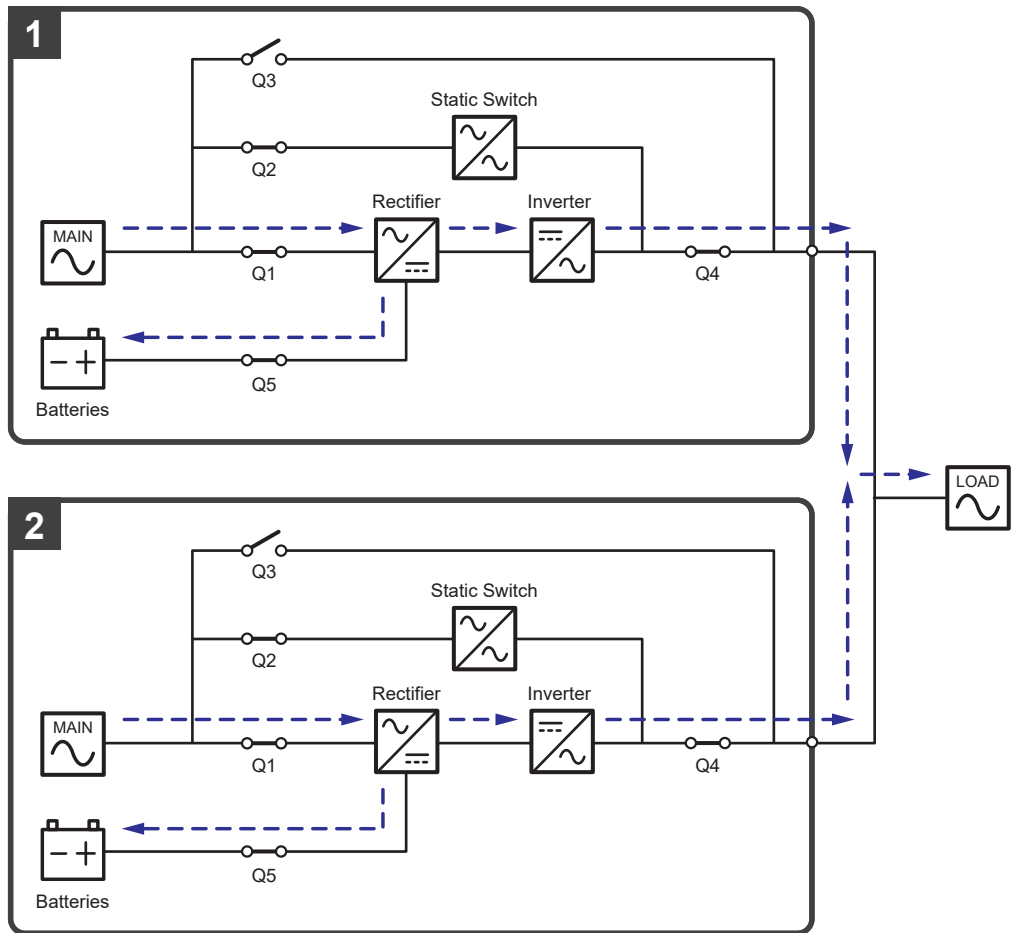 1
Q3
Static Switch
Q2
Rectifier
Inverter
MAIN
Q1
Q4
Q5
Batteries
LOAD
2
Q3
Static Switch
Q2
Rectifier
Inverter
MAIN
Q1
Q4
Q5
Batteries